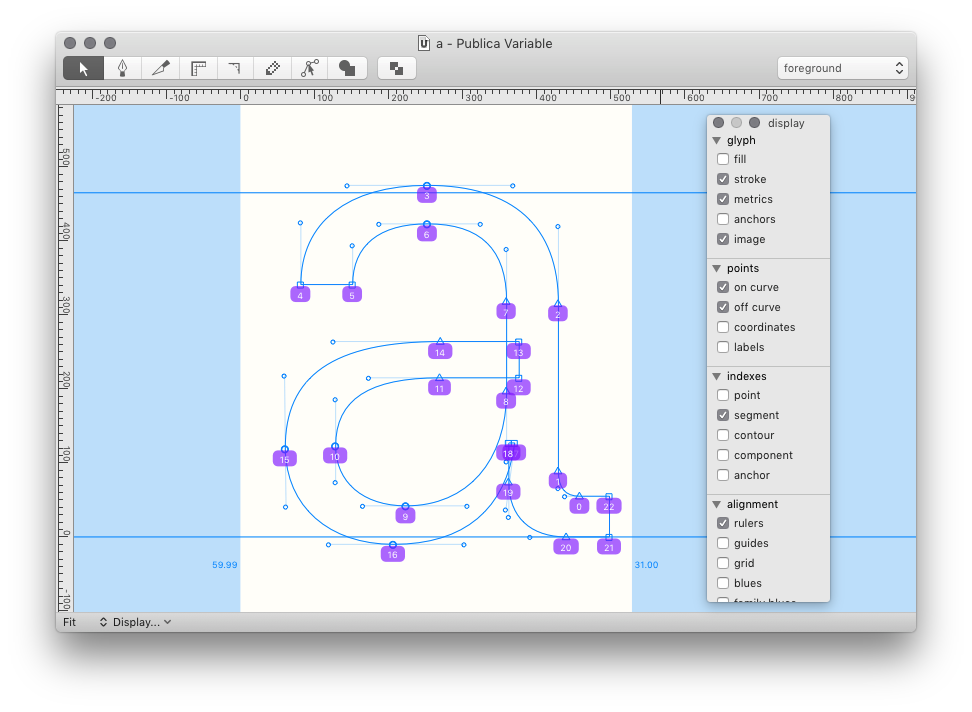 a - Publica Variable
foreground
-200 -100 0 100 200 300 400 500 600 700 800
display
glyph
fill
stroke
metrics
anchors
image
points
on curve
off curve
coordinates
labels
indexes
point
segment
contour
component
anchor
alignment
rulers
guides
grid
blues
family blues
500
400
300
200
100
0
-100
3
6
4
5
7
2
14
13
11
12
8
18
10
15
1
19
0
22
9
16
20
21
59.99
31.00
Fit
Display...